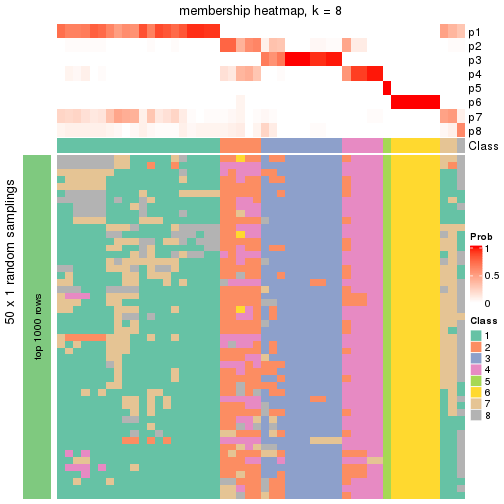 membership heatmap, k = 8
p1
p2
p3
p4
p5
p6
p7
p8
Class
50 x 1 random samplings
top 1000 rows
Prob
1
0.5
0
Class
1
2
3
4
5
6
7
8